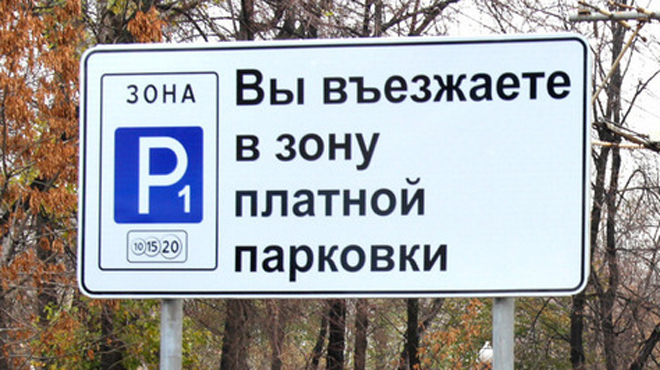 ЗОНА
P1
10 15 20
Вы въезжаете
в зону
платной
парковки